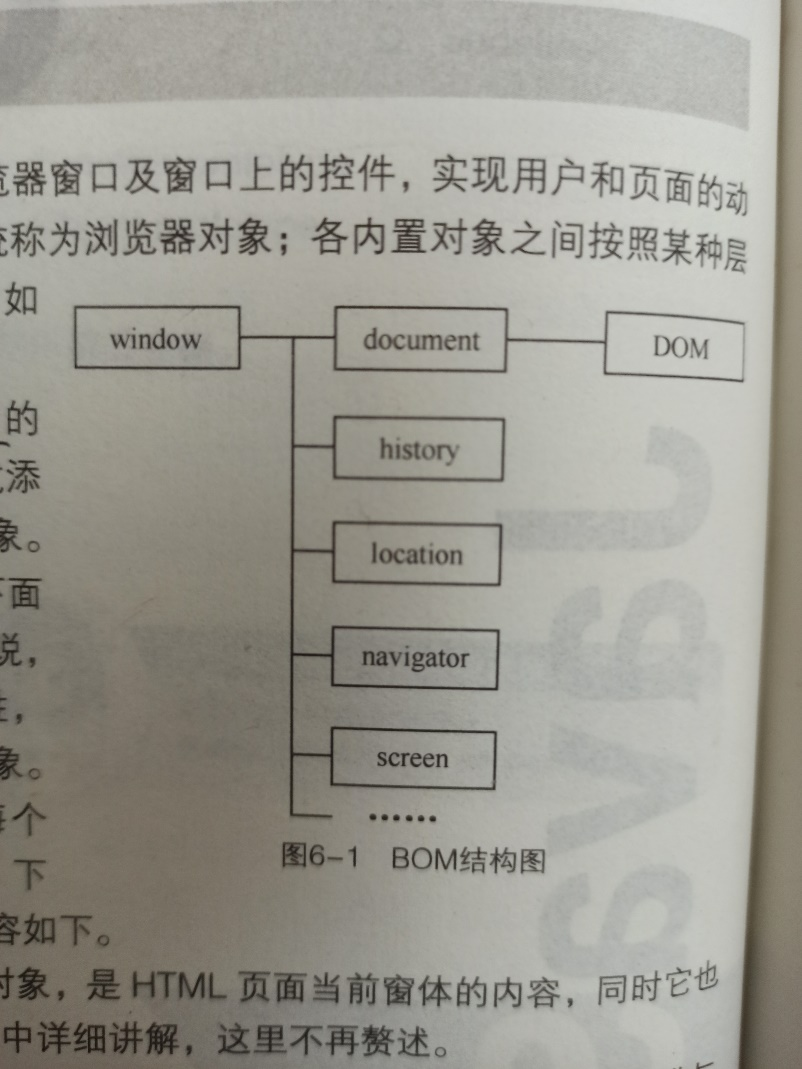 览器窗口及窗口上的控件，实现用户和页面的动
统称为浏览器对象；各内置对象之间按照某种层
如
window document DOM
的
添
history
象。
location
下面
说，
navigator
象。
screen
每个
......
图6-1 BOM结构图
下
容如下。
对象，是 HTML 页面当前窗体的内容，同时它也
中详细讲解，这里不再赘述。